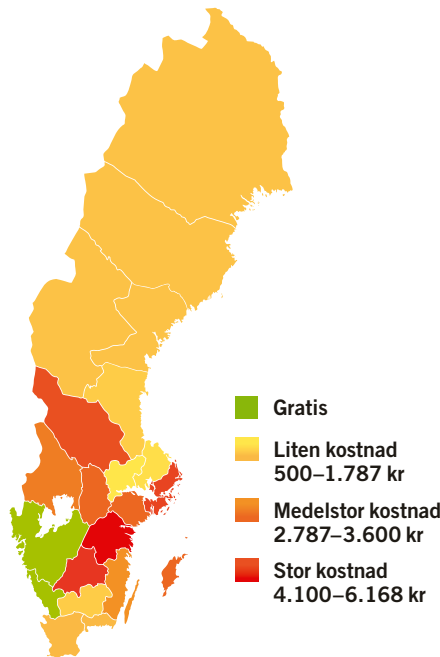 Gratis
Liten kostnad
500–1.787 kr
Medelstor kostnad
2.787–3.600 kr
Stor kostnad
4.100–6.168 kr